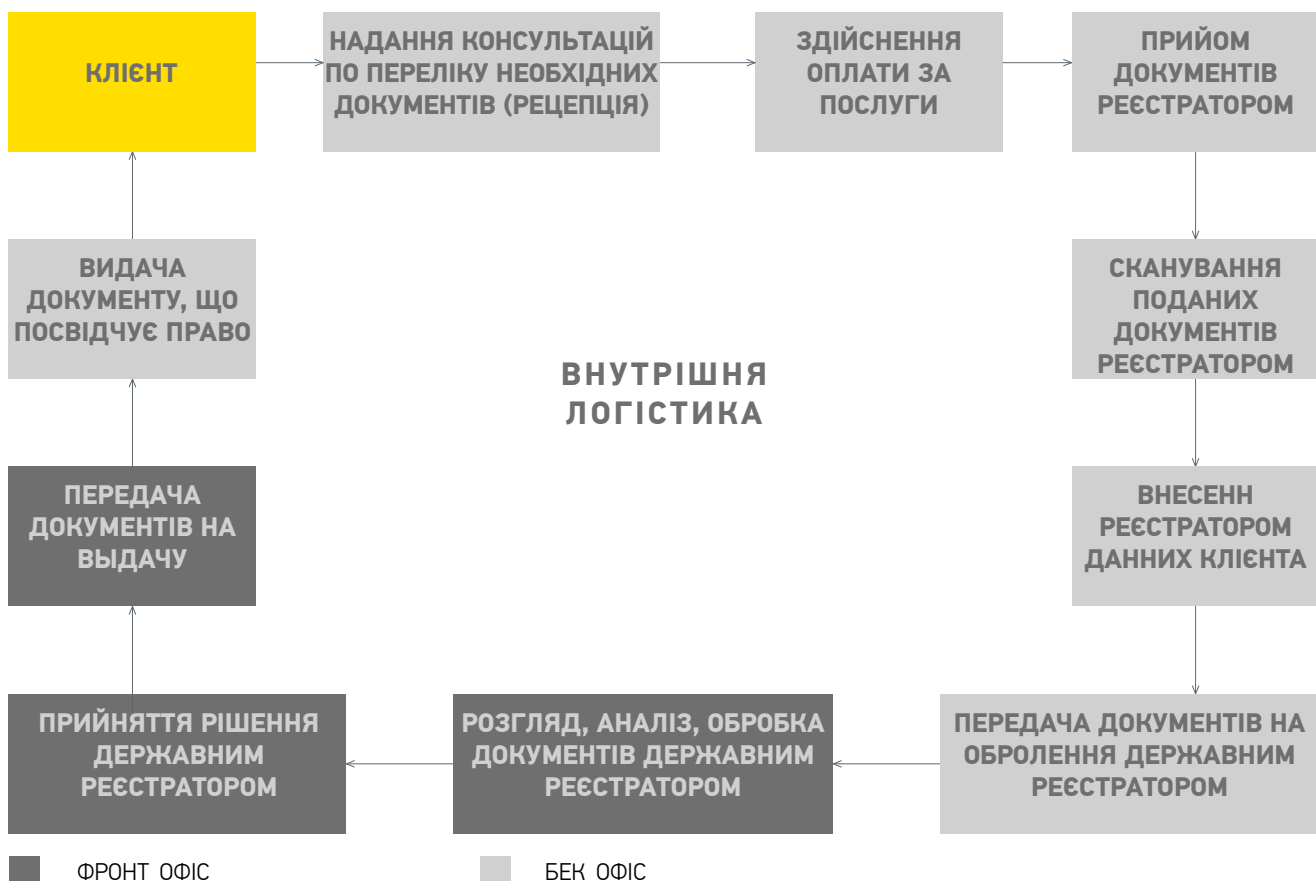 КЛІЄНТ
НАДАННЯ КОНСУЛЬТАЦІЙ
ПО ПЕРЕЛІКУ НЕОБХІДНИХ
ДОКУМЕНТІВ (РЕЦЕПЦІЯ)
ЗДІЙСНЕННЯ
ОПЛАТИ ЗА
ПОСЛУГИ
ПРИЙОМ
ДОКУМЕНТІВ
РЕЄСТРАТОРОМ
СКАНУВАННЯ
ПОДАНИХ
ДОКУМЕНТІВ
РЕЄСТРАТОРОМ
ВНЕСЕНН
РЕЄСТРАТОРОМ
ДАННИХ КЛІЄНТА
ПЕРЕДАЧА ДОКУМЕНТІВ НА
ОБРОЛЕННЯ ДЕРЖАВНИМ
РЕЄСТРАТОРОМ
РОЗГЛЯД, АНАЛІЗ, ОБРОБКА
ДОКУМЕНТІВ ДЕРЖАВНИМ
РЕЄСТРАТОРОМ
ПРИЙНЯТТЯ РІШЕННЯ
ДЕРЖАВНИМ
РЕЄСТРАТОРОМ
ПЕРЕДАЧА
ДОКУМЕНТІВ НА
ВЫДАЧУ
ВИДАЧА
ДОКУМЕНТУ, ЩО
ПОСВІДЧУЄ ПРАВО
ВНУТРІШНЯ
ЛОГІСТИКА
ФРОНТ ОФІС
БЕК ОФІС